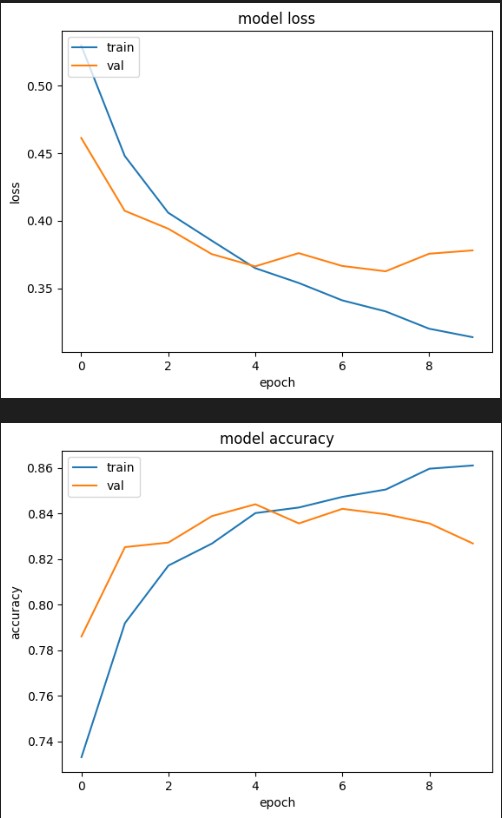 model loss
train
val
0.50
0.45
0.40
0.35
loss
0 2 4 6 8
epoch
model accuracy
train
val
0.86
0.84
0.82
0.80
0.78
0.76
0.74
accuracy
0 2 4 6 8
epoch